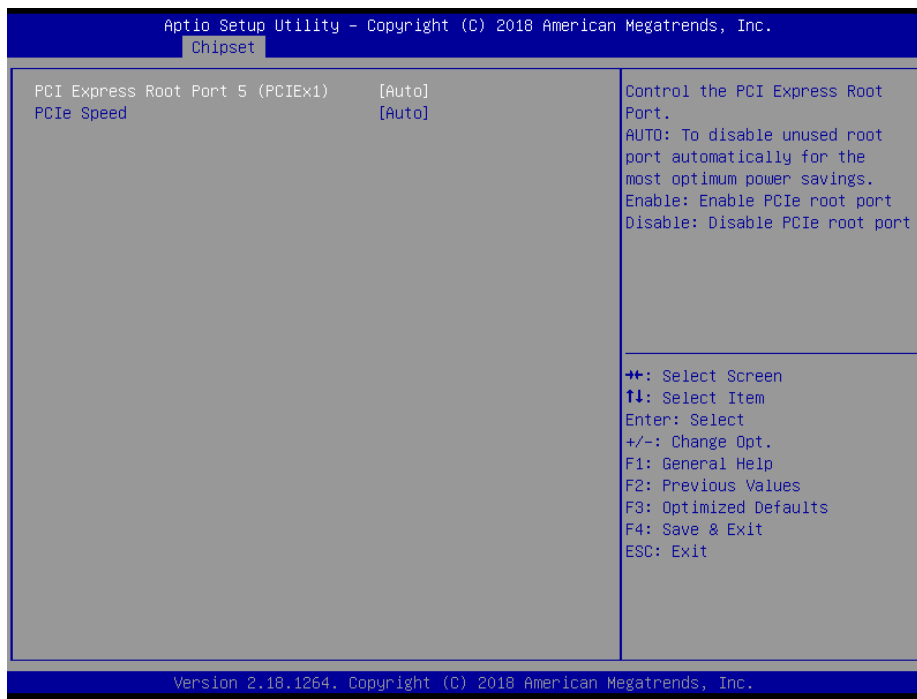 Aptio Setup Utility – Copyright (C) 2018 American Megatrends, Inc.
Chipset
PCI Express Root Port 5 (PCIEx1) [Auto]
PCIe Speed [Auto]
Control the PCI Express Root
Port.
AUTO: To disable unused root
port automatically for the
most optimum power savings.
Enable: Enable PCIe root port
Disable: Disable PCIe root port
→←: Select Screen
↑↓: Select Item
Enter: Select
+/-: Change Opt.
F1: General Help
F2: Previous Values
F3: Optimized Defaults
F4: Save & Exit
ESC: Exit
Version 2.18.1264. Copyright (C) 2018 American Megatrends, Inc.